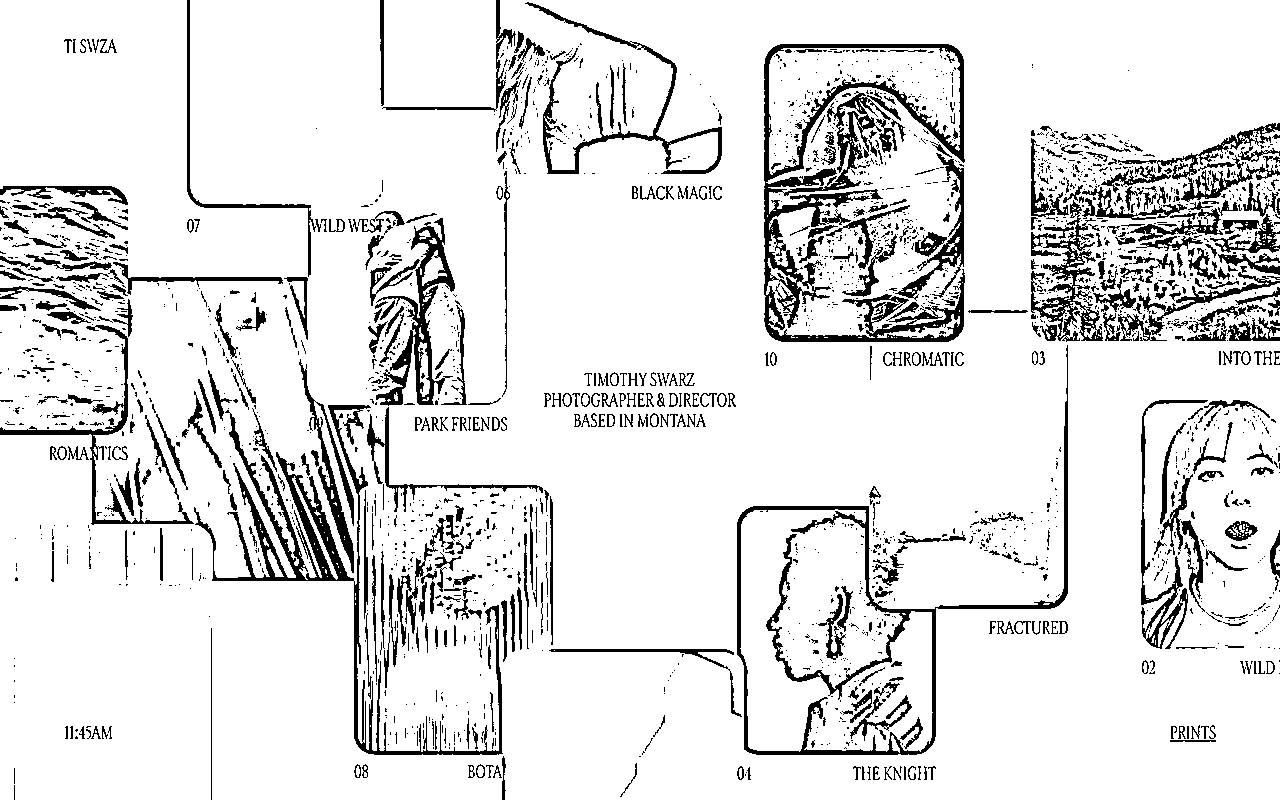 TI SWZA
06
BLACK MAGIC
07
WILD WEST
10
CHROMATIC
03
INTO THE
TIMOTHY SWARZ
PHOTOGRAPHER & DIRECTOR
BASED IN MONTANA
09
PARK FRIENDS
ROMANTICS
FRACTURED
02
WILD
11:45AM
PRINTS
08
BOTA
04
THE KNIGHT